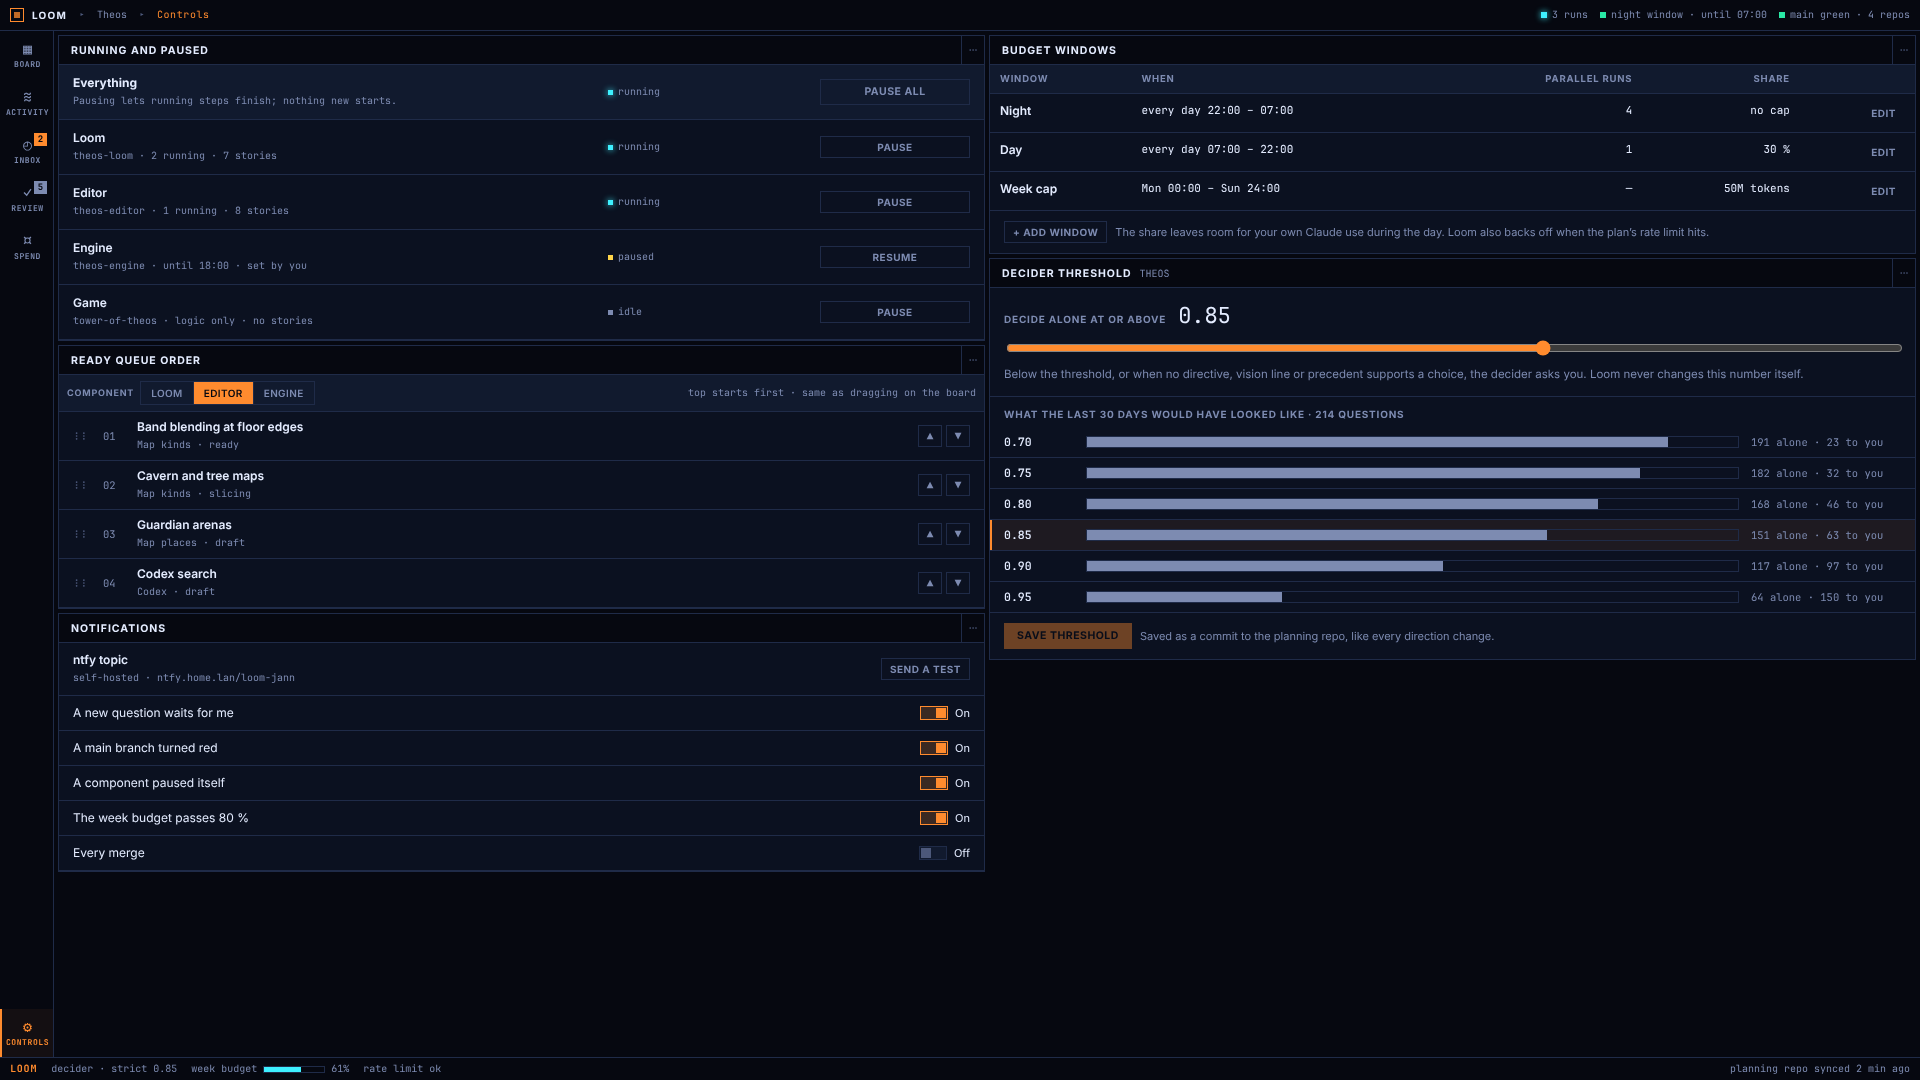 LOOM ▸ Theos ▸ Controls
3 runs night window · until 07:00 main green · 4 repos
BOARD
ACTIVITY
2
INBOX
5
REVIEW
SPEND
CONTROLS
RUNNING AND PAUSED
Everything
Pausing lets running steps finish; nothing new starts.
running
PAUSE ALL
Loom
theos-loom · 2 running · 7 stories
running
PAUSE
Editor
theos-editor · 1 running · 8 stories
running
PAUSE
Engine
theos-engine · until 18:00 · set by you
paused
RESUME
Game
tower-of-theos · logic only · no stories
idle
PAUSE
READY QUEUE ORDER
COMPONENT LOOM EDITOR ENGINE
top starts first · same as dragging on the board
01 Band blending at floor edges
Map kinds · ready
▲ ▼
02 Cavern and tree maps
Map kinds · slicing
▲ ▼
03 Guardian arenas
Map places · draft
▲ ▼
04 Codex search
Codex · draft
▲ ▼
NOTIFICATIONS
ntfy topic
self-hosted · ntfy.home.lan/loom-jann
SEND A TEST
A new question waits for me On
A main branch turned red On
A component paused itself On
The week budget passes 80 % On
Every merge Off
BUDGET WINDOWS
WINDOW WHEN PARALLEL RUNS SHARE
Night every day 22:00 – 07:00 4 no cap EDIT
Day every day 07:00 – 22:00 1 30 % EDIT
Week cap Mon 00:00 – Sun 24:00 — 50M tokens EDIT
+ ADD WINDOW The share leaves room for your own Claude use during the day. Loom also backs off when the plan's rate limit hits.
DECIDER THRESHOLD THEOS
DECIDE ALONE AT OR ABOVE 0.85
Below the threshold, or when no directive, vision line or precedent supports a choice, the decider asks you. Loom never changes this number itself.
WHAT THE LAST 30 DAYS WOULD HAVE LOOKED LIKE · 214 QUESTIONS
0.70 191 alone · 23 to you
0.75 182 alone · 32 to you
0.80 168 alone · 46 to you
0.85 151 alone · 63 to you
0.90 117 alone · 97 to you
0.95 64 alone · 150 to you
SAVE THRESHOLD Saved as a commit to the planning repo, like every direction change.
LOOM decider · strict 0.85 week budget 61% rate limit ok
planning repo synced 2 min ago